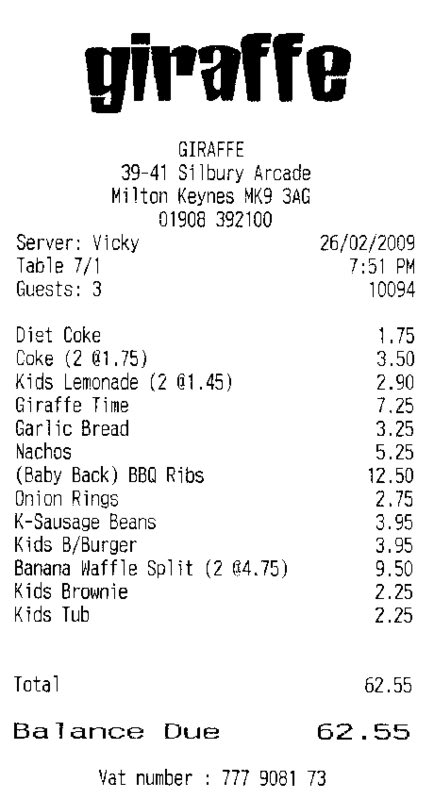 giraffe
GIRAFFE
39-41 Silbury Arcade
Milton Keynes MK9 3AG
01908 392100
Server: Vicky 26/02/2009
Table 7/1 7:51 PM
Guests: 3 10094
Diet Coke 1.75
Coke (2 @1.75) 3.50
Kids Lemonade (2 @1.45) 2.90
Giraffe Time 7.25
Garlic Bread 3.25
Nachos 5.25
(Baby Back) BBQ Ribs 12.50
Onion Rings 2.75
K-Sausage Beans 3.95
Kids B/Burger 3.95
Banana Waffle Split (2 @4.75) 9.50
Kids Brownie 2.25
Kids Tub 2.25
Total 62.55
Balance Due 62.55
Vat number : 777 9081 73